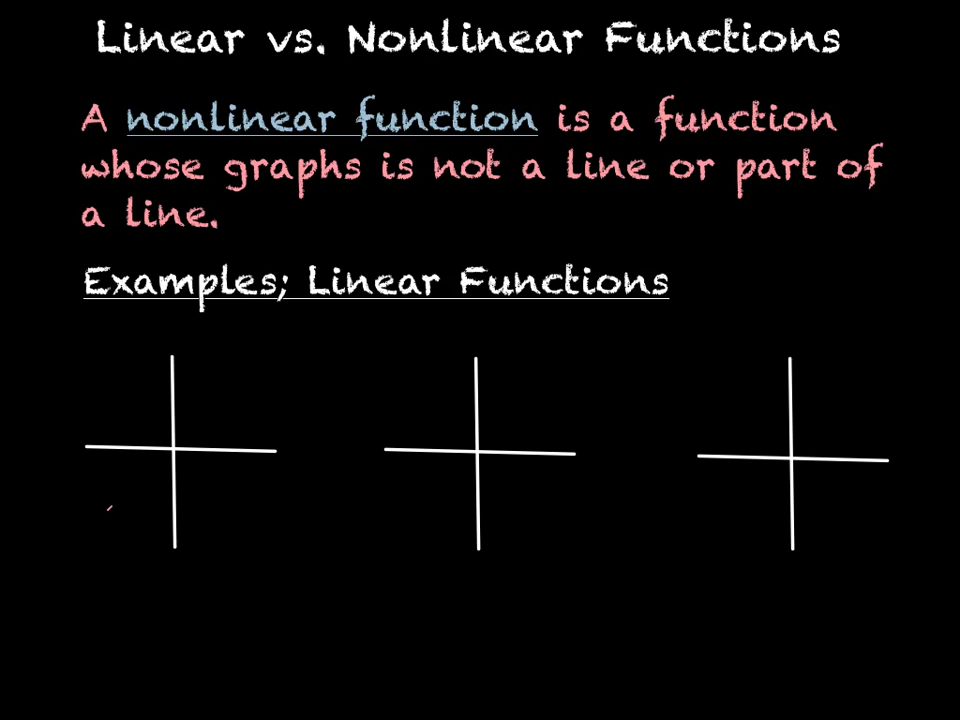 Linear vs. Nonlinear Functions
A nonlinear function is a function
whose graphs is not a line or part of
a line.
Examples; Linear Functions